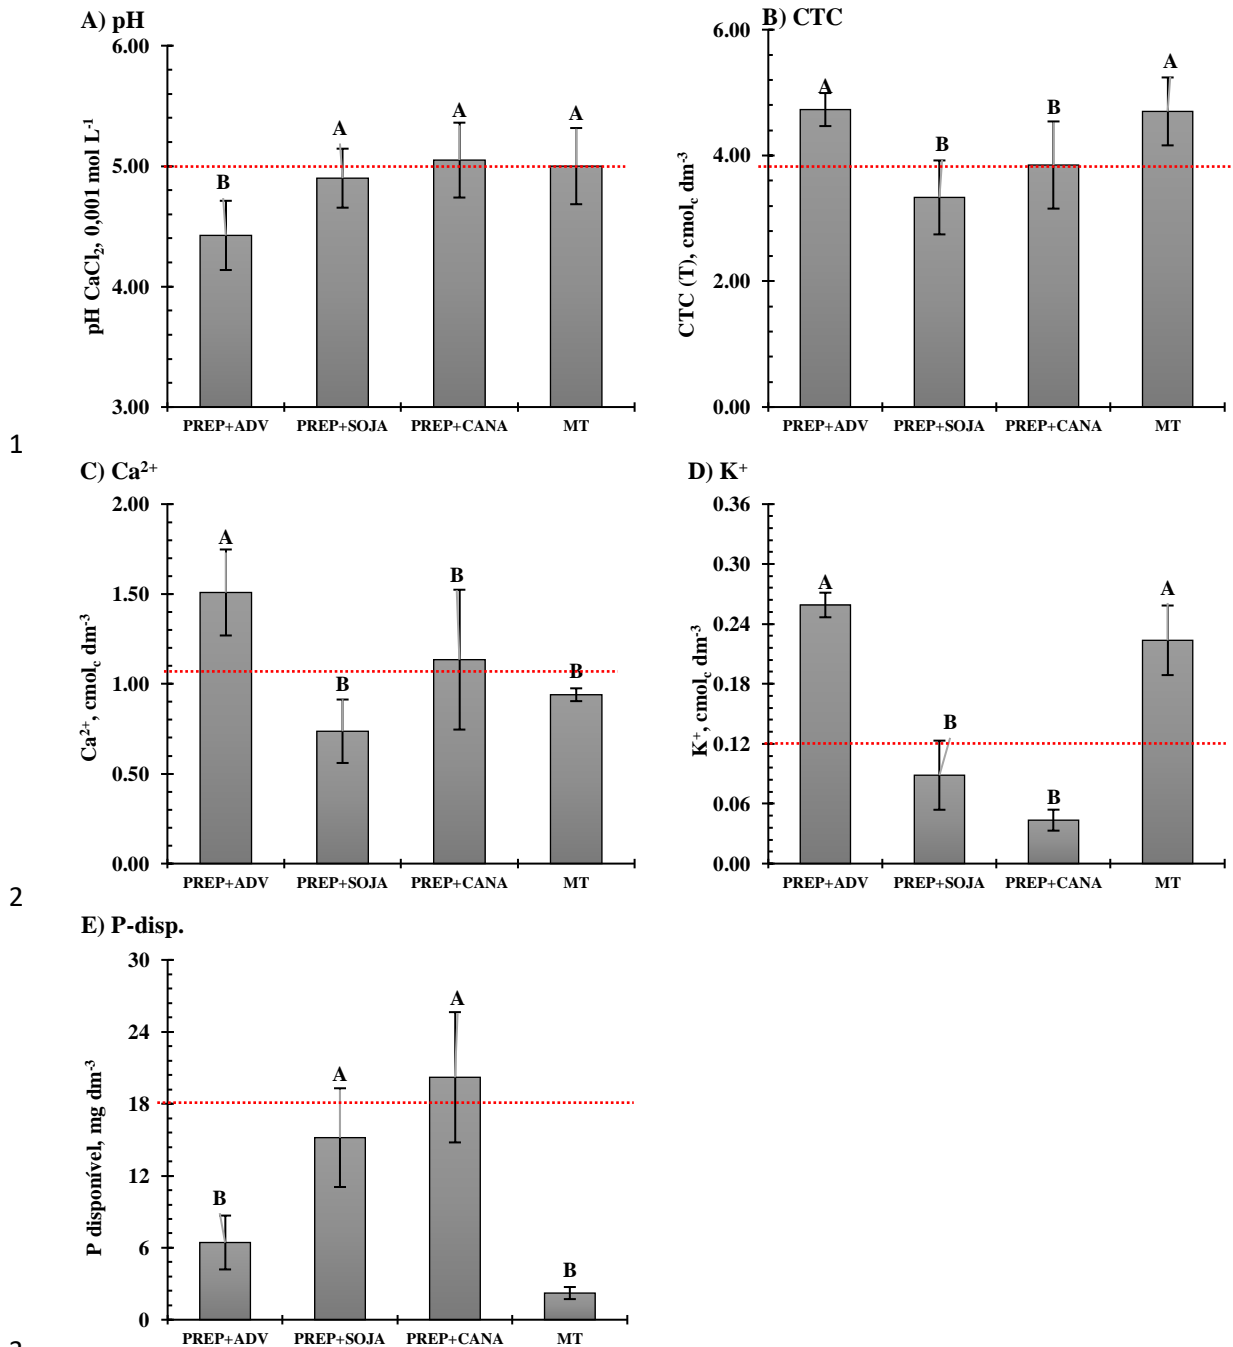 A) pH
6.00
5.00
4.00
3.00
pH CaCl₂, 0,001 mol L⁻¹
B
A
A
A
PREP+ADV PREP+SOJA PREP+CANA MT
B) CTC
6.00
4.00
2.00
0.00
CTC (T), cmol꜀ dm⁻³
A
B
B
A
PREP+ADV PREP+SOJA PREP+CANA MT
1
C) Ca²⁺
2.00
1.50
1.00
0.50
0.00
Ca²⁺, cmol꜀ dm⁻³
A
B
B
B
PREP+ADV PREP+SOJA PREP+CANA MT
D) K⁺
0.36
0.30
0.24
0.18
0.12
0.06
0.00
K⁺, cmol꜀ dm⁻³
A
B
B
A
PREP+ADV PREP+SOJA PREP+CANA MT
2
E) P-disp.
30
24
18
12
6
0
P disponível, mg dm⁻³
B
A
A
B
PREP+ADV PREP+SOJA PREP+CANA MT